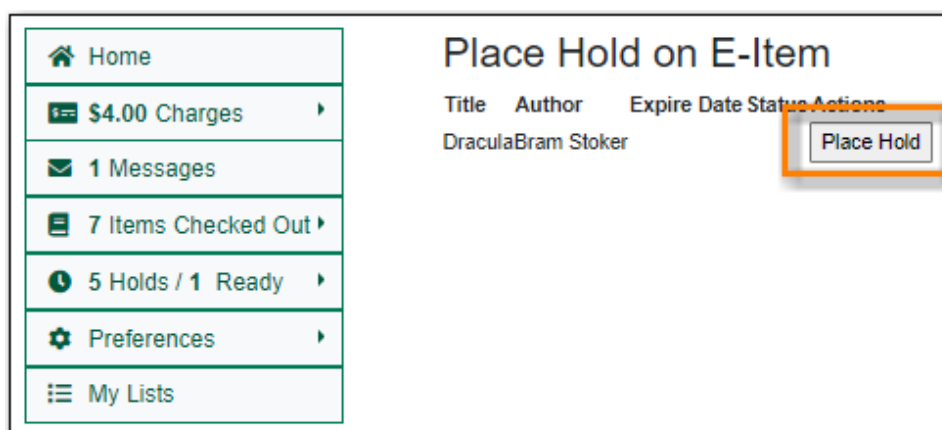 Home
$4.00 Charges
1 Messages
7 Items Checked Out
5 Holds / 1 Ready
Preferences
My Lists
Place Hold on E-Item
Title Author Expire Date Status Actions
DraculaBram Stoker Place Hold